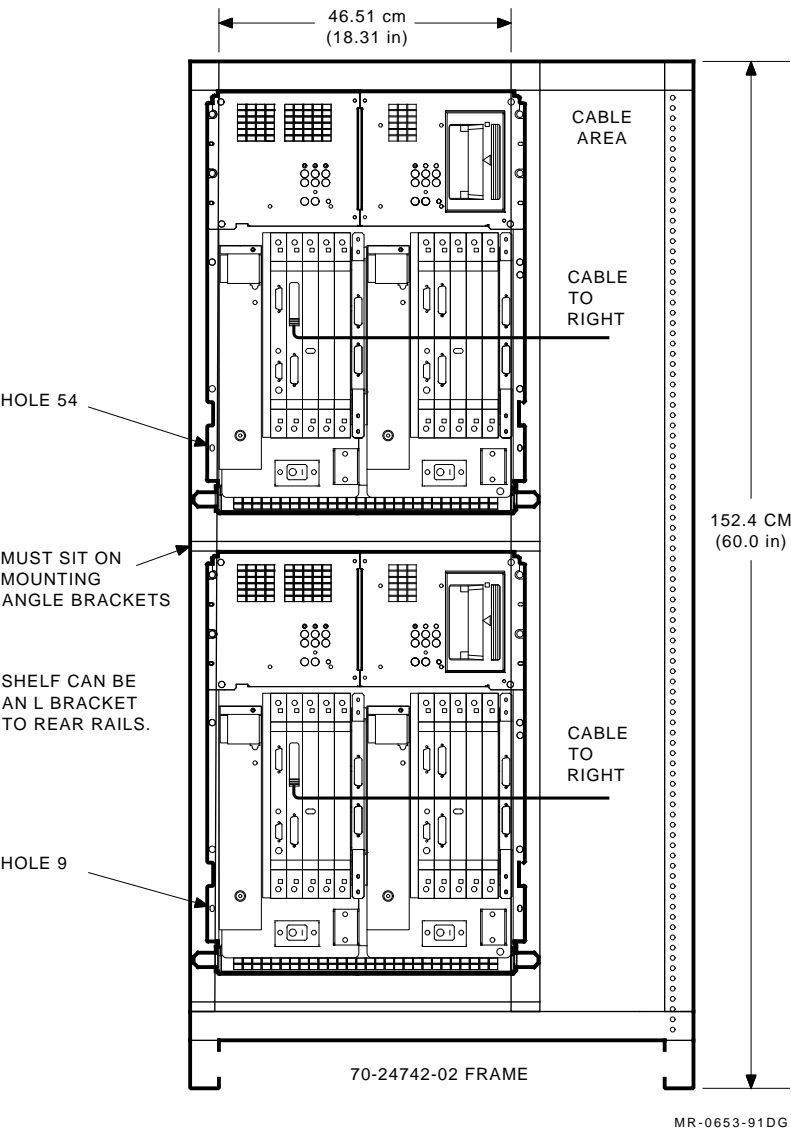 46.51 cm
(18.31 in)
CABLE
AREA
CABLE
TO
RIGHT
HOLE 54
152.4 CM
(60.0 in)
MUST SIT ON
MOUNTING
ANGLE BRACKETS
SHELF CAN BE
AN L BRACKET
TO REAR RAILS.
CABLE
TO
RIGHT
HOLE 9
70-24742-02 FRAME
MR-0653-91DG